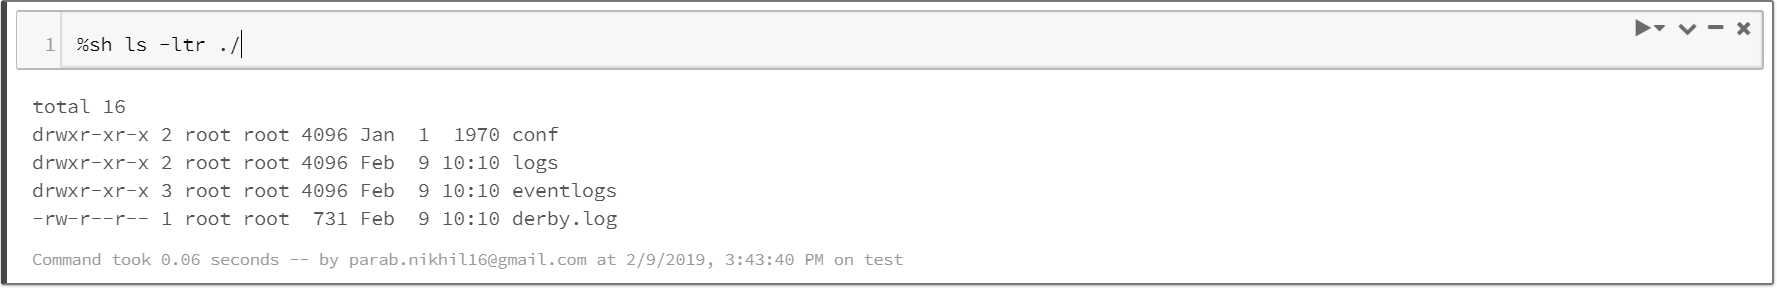 1 %sh ls -ltr ./
total 16
drwxr-xr-x 2 root root 4096 Jan  1  1970 conf
drwxr-xr-x 2 root root 4096 Feb  9 10:10 logs
drwxr-xr-x 3 root root 4096 Feb  9 10:10 eventlogs
-rw-r--r-- 1 root root  731 Feb  9 10:10 derby.log
Command took 0.06 seconds -- by parab.nikhil16@gmail.com at 2/9/2019, 3:43:40 PM on test